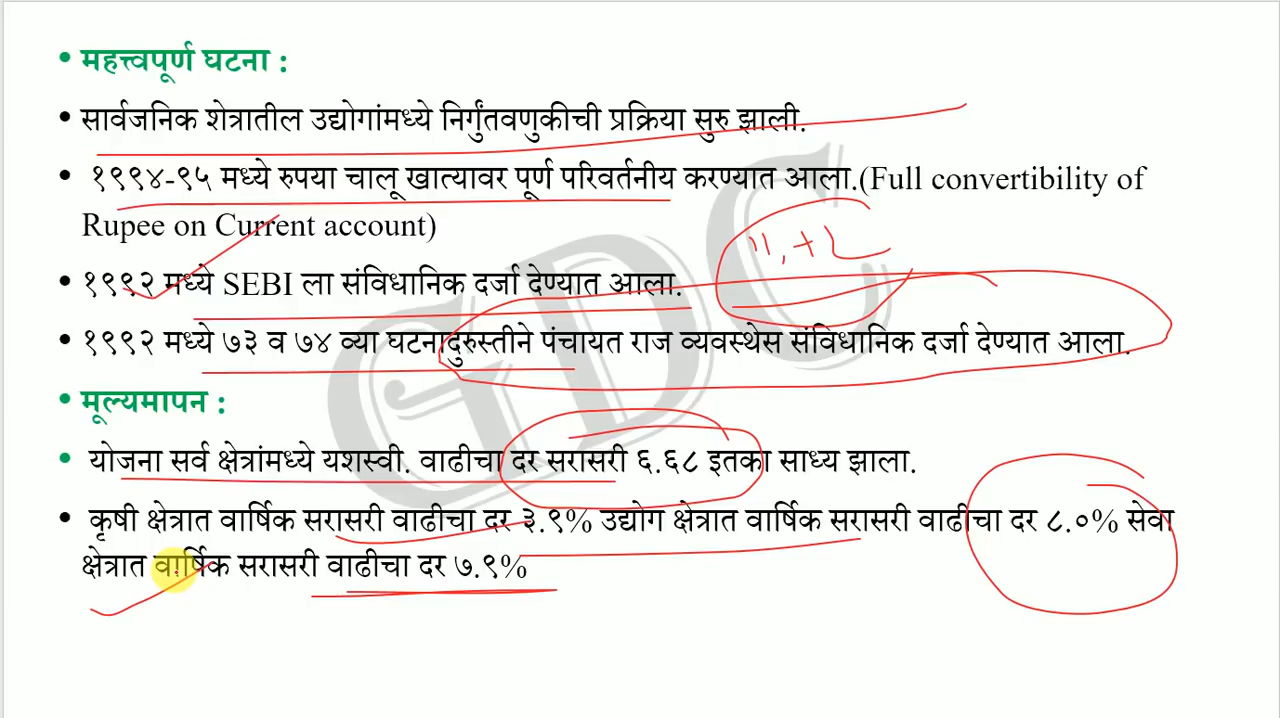 • महत्त्वपूर्ण घटना :
• सार्वजनिक शेत्रातील उद्योगांमध्ये निर्गुंतवणुकीची प्रक्रिया सुरु झाली.
• १९९४-९५ मध्ये रुपया चालू खात्यावर पूर्ण परिवर्तनीय करण्यात आला.(Full convertibility of
Rupee on Current account)
• १९९२ मध्ये SEBI ला संविधानिक दर्जा देण्यात आला.
• १९९२ मध्ये ७३ व ७४ व्या घटनादुरुस्तीने पंचायत राज व्यवस्थेस संविधानिक दर्जा देण्यात आला.
• मूल्यमापन :
• योजना सर्व क्षेत्रांमध्ये यशस्वी. वाढीचा दर सरासरी ६.६८ इतका साध्य झाला.
• कृषी क्षेत्रात वार्षिक सरासरी वाढीचा दर ३.९% उद्योग क्षेत्रात वार्षिक सरासरी वाढीचा दर ८.०% सेवा
क्षेत्रात वार्षिक सरासरी वाढीचा दर ७.९%
GDC